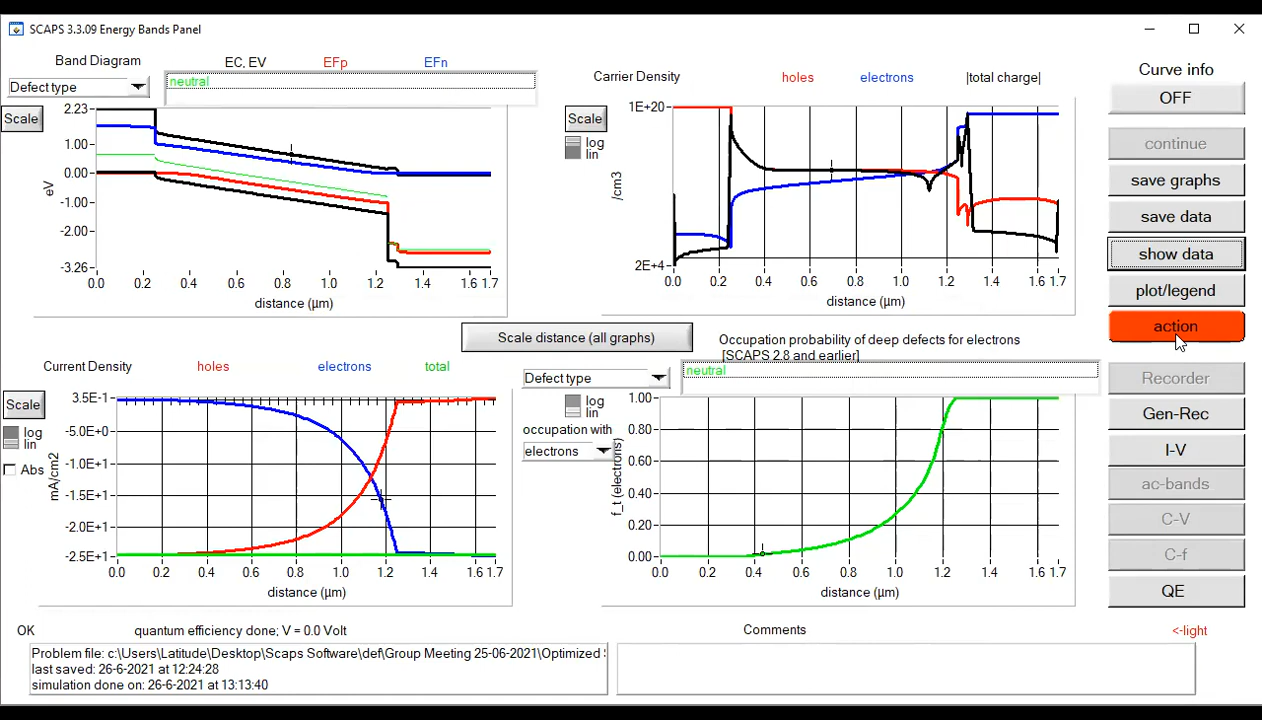 SCAPS 3.3.09 Energy Bands Panel
Band Diagram
EC, EV
EFp
EFn
Defect type
neutral
Scale
2.23
1.00
0.00
-1.00
-2.00
-3.26
eV
0.0 0.2 0.4 0.6 0.8 1.0 1.2 1.4 1.6 1.7
distance (µm)
Carrier Density
holes
electrons
|total charge|
Scale
log
lin
1E+20
/cm3
2E+4
0.0 0.2 0.4 0.6 0.8 1.0 1.2 1.4 1.6 1.7
distance (µm)
Scale distance (all graphs)
Current Density
holes
electrons
total
Scale
log
lin
Abs
3.5E-1
-5.0E+0
-1.0E+1
-1.5E+1
-2.0E+1
-2.5E+1
mA/cm2
0.0 0.2 0.4 0.6 0.8 1.0 1.2 1.4 1.6 1.7
distance (µm)
Occupation probability of deep defects for electrons
[SCAPS 2.8 and earlier]
Defect type
neutral
log
lin
occupation with
electrons
1.00
0.80
0.60
0.40
0.20
0.00
f_t (electrons)
0.0 0.2 0.4 0.6 0.8 1.0 1.2 1.4 1.6 1.7
distance (µm)
Curve info
OFF
continue
save graphs
save data
show data
plot/legend
action
Recorder
Gen-Rec
I-V
ac-bands
C-V
C-f
QE
<-light
OK
quantum efficiency done; V = 0.0 Volt
Problem file: c:\Users\Latitude\Desktop\Scaps Software\def\Group Meeting 25-06-2021\Optimized
last saved: 26-6-2021 at 12:24:28
simulation done on: 26-6-2021 at 13:13:40
Comments